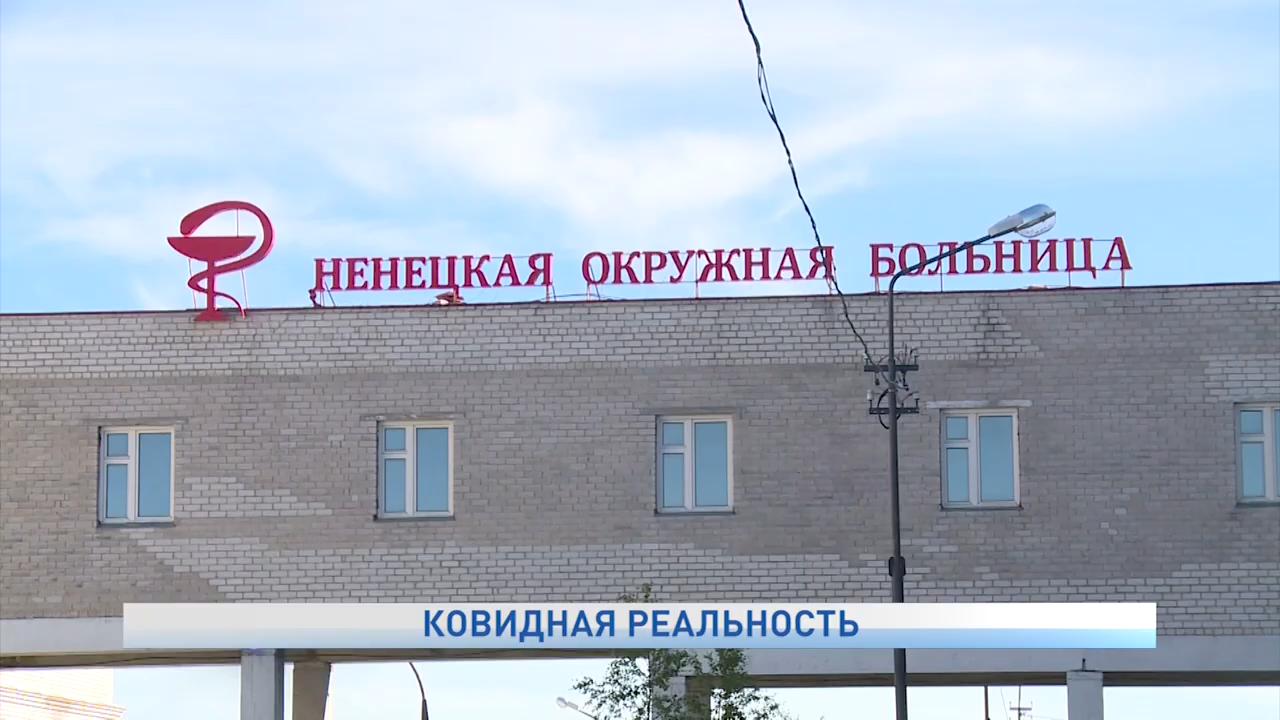 НЕНЕЦКАЯ ОКРУЖНАЯ БОЛЬНИЦА
КОВИДНАЯ РЕАЛЬНОСТЬ